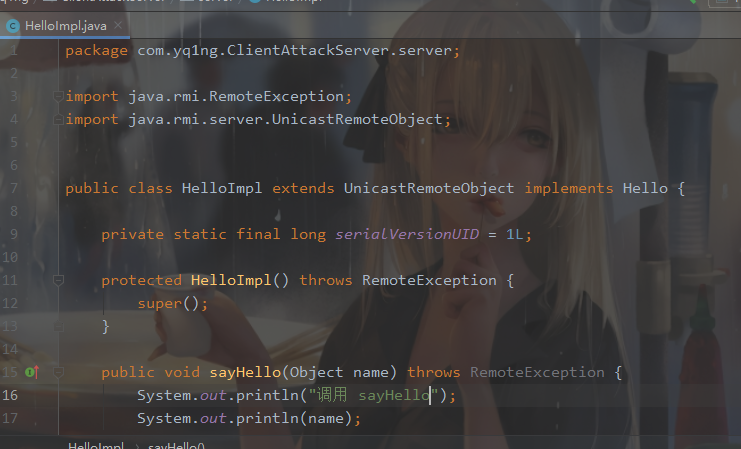 HelloImpl.java
1 package com.yq1ng.ClientAttackServer.server;
2
3 import java.rmi.RemoteException;
4 import java.rmi.server.UnicastRemoteObject;
5
6
7 public class HelloImpl extends UnicastRemoteObject implements Hello {
8
9 private static final long serialVersionUID = 1L;
10
11 protected HelloImpl() throws RemoteException {
12 super();
13 }
14
15 public void sayHello(Object name) throws RemoteException {
16 System.out.println("调用 sayHello");
17 System.out.println(name);
HelloImpl › sayHello()